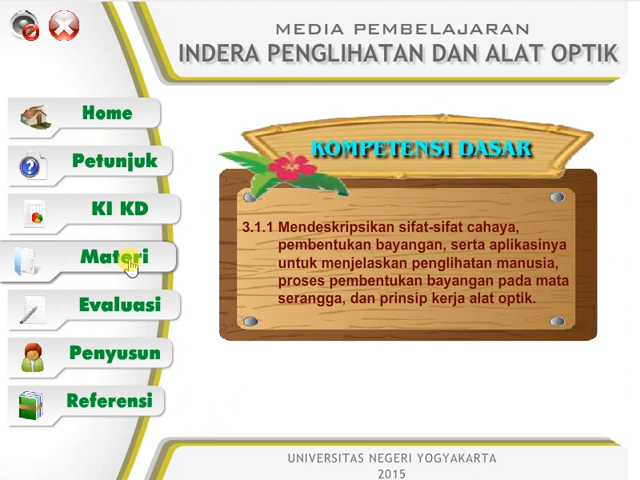 MEDIA PEMBELAJARAN
INDERA PENGLIHATAN DAN ALAT OPTIK
Home
Petunjuk
KI KD
Materi
Evaluasi
Penyusun
Referensi
KOMPETENSI DASAR
3.1.1 Mendeskripsikan sifat-sifat cahaya,
pembentukan bayangan, serta aplikasinya
untuk menjelaskan penglihatan manusia,
proses pembentukan bayangan pada mata
serangga, dan prinsip kerja alat optik.
UNIVERSITAS NEGERI YOGYAKARTA
2015